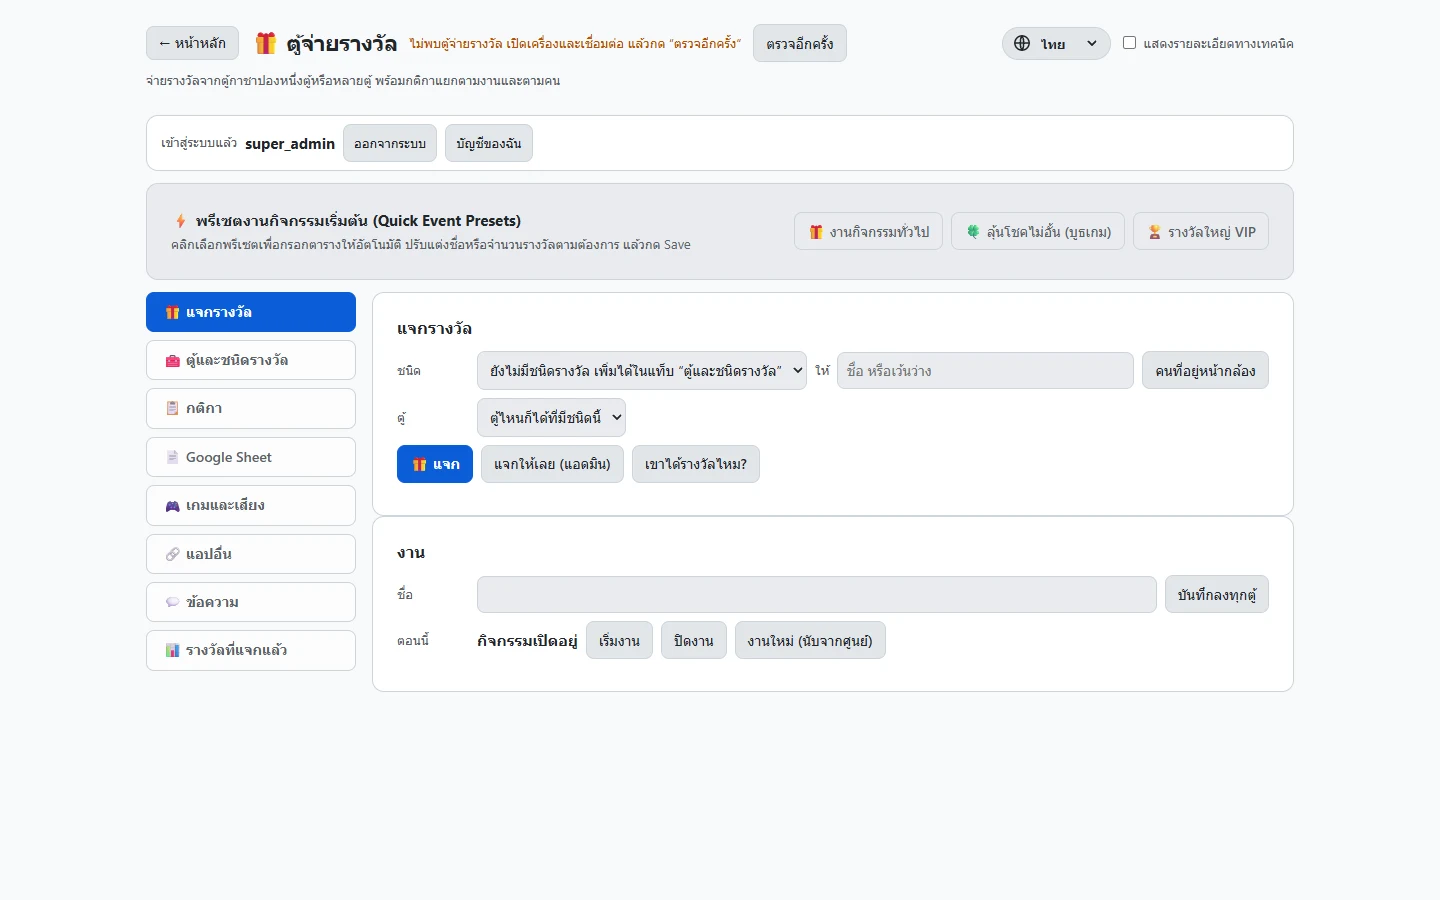 ← หน้าหลัก
ตู้จ่ายรางวัล
ไม่พบตู้จ่ายรางวัล เปิดเครื่องและเชื่อมต่อ แล้วกด “ตรวจอีกครั้ง”
ตรวจอีกครั้ง
ไทย
แสดงรายละเอียดทางเทคนิค
จ่ายรางวัลจากตู้กาชาปองหนึ่งตู้หรือหลายตู้ พร้อมกติกาแยกตามงานและตามคน
เข้าสู่ระบบแล้ว super_admin ออกจากระบบ บัญชีของฉัน
พรีเซตงานกิจกรรมเริ่มต้น (Quick Event Presets)
คลิกเลือกพรีเซตเพื่อกรอกตารางให้อัตโนมัติ ปรับแต่งชื่อหรือจำนวนรางวัลตามต้องการ แล้วกด Save
งานกิจกรรมทั่วไป
ลุ้นโชคไม่อั้น (บูธเกม)
รางวัลใหญ่ VIP
แจกรางวัล
ตู้และชนิดรางวัล
กติกา
Google Sheet
เกมและเสียง
แอปอื่น
ข้อความ
รางวัลที่แจกแล้ว
แจกรางวัล
ชนิด ยังไม่มีชนิดรางวัล เพิ่มได้ในแท็บ “ตู้และชนิดรางวัล” ให้ ชื่อ หรือเว้นว่าง คนที่อยู่หน้ากล้อง
ตู้ ตู้ไหนก็ได้ที่มีชนิดนี้
แจก แจกให้เลย (แอดมิน) เขาได้รางวัลไหม?
งาน
ชื่อ บันทึกลงทุกตู้
ตอนนี้ กิจกรรมเปิดอยู่ เริ่มงาน ปิดงาน งานใหม่ (นับจากศูนย์)